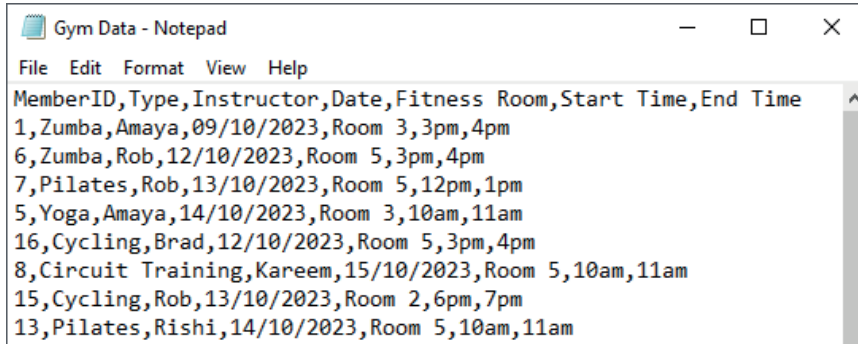 Gym Data - Notepad
File Edit Format View Help
MemberID,Type,Instructor,Date,Fitness Room,Start Time,End Time
1,Zumba,Amaya,09/10/2023,Room 3,3pm,4pm
6,Zumba,Rob,12/10/2023,Room 5,3pm,4pm
7,Pilates,Rob,13/10/2023,Room 5,12pm,1pm
5,Yoga,Amaya,14/10/2023,Room 3,10am,11am
16,Cycling,Brad,12/10/2023,Room 5,3pm,4pm
8,Circuit Training,Kareem,15/10/2023,Room 5,10am,11am
15,Cycling,Rob,13/10/2023,Room 2,6pm,7pm
13,Pilates,Rishi,14/10/2023,Room 5,10am,11am